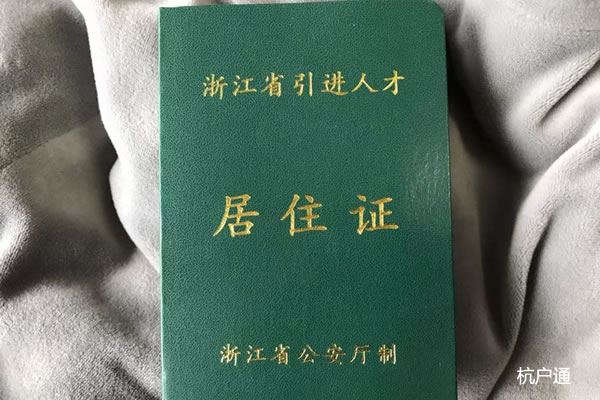 浙江省引进人才
居住证
浙江省公安厅制
杭户通